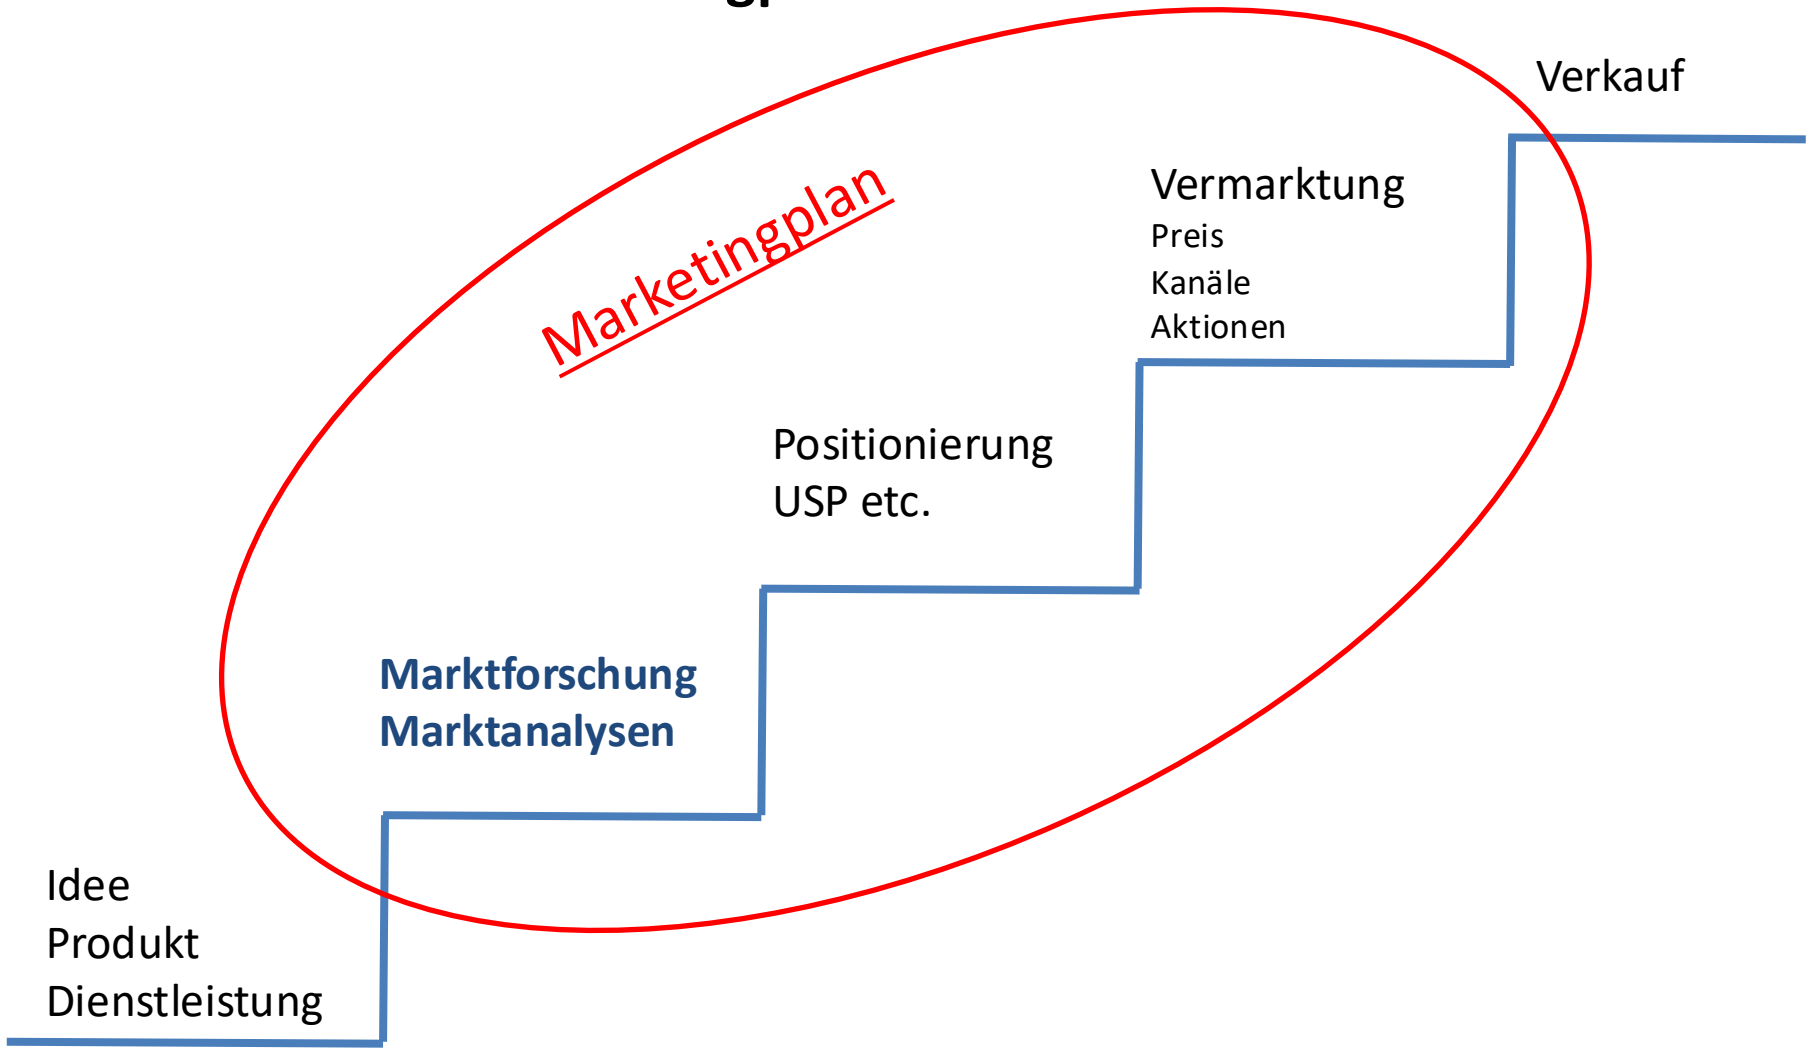 Verkauf
Vermarktung
Preis
Kanäle
Aktionen
Marketingplan
Positionierung
USP etc.
Marktforschung
Marktanalysen
Idee
Produkt
Dienstleistung